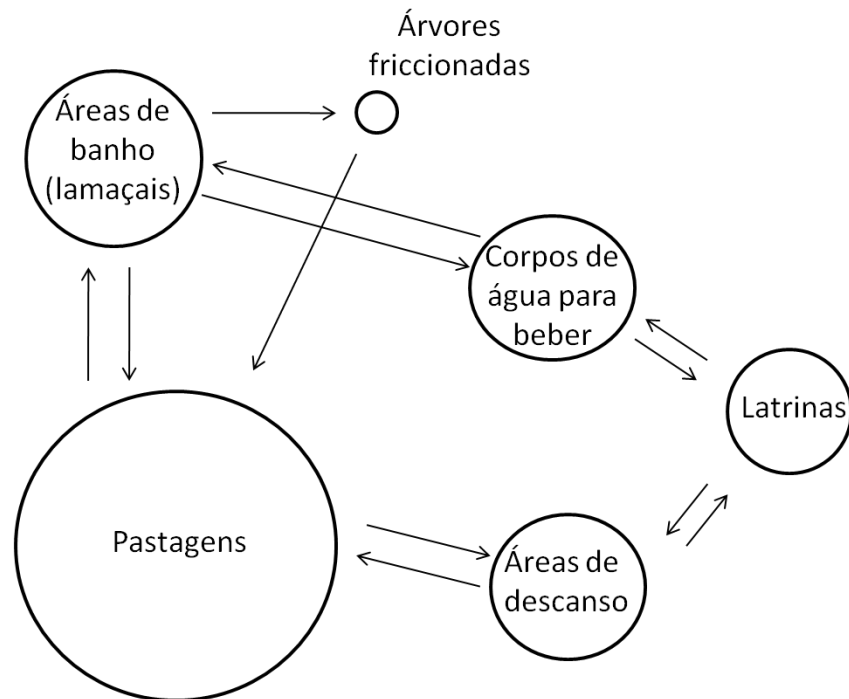 Árvores
friccionadas
Áreas de
banho
(lamaçais)
Corpos de
água para
beber
Latrinas
Pastagens
Áreas de
descanso